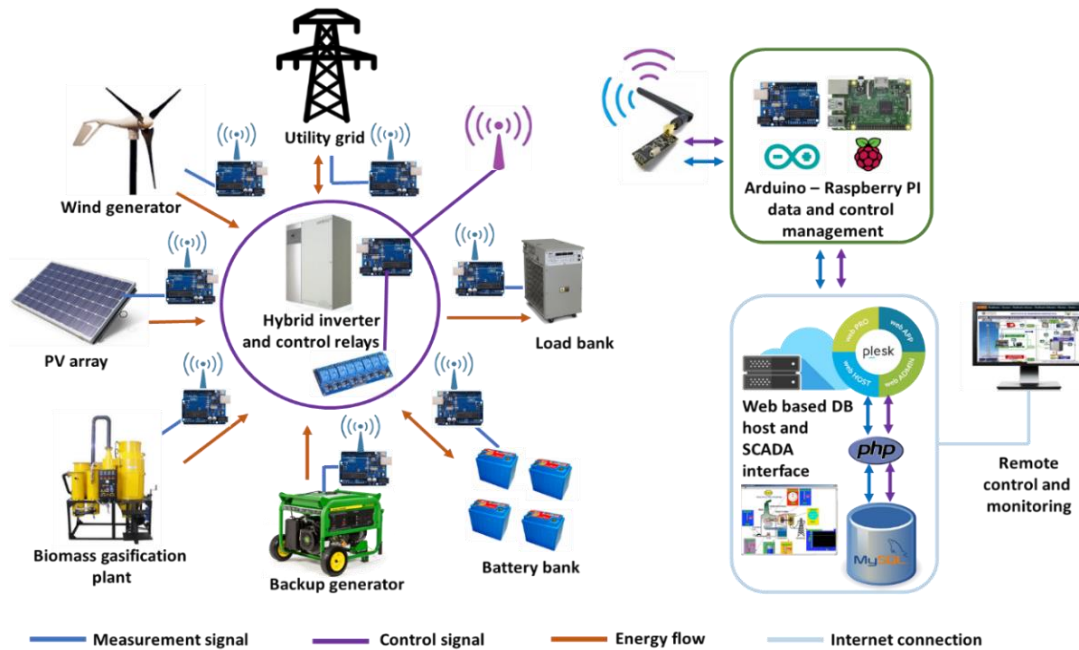 Utility grid
Wind generator
Hybrid inverter
and control relays
PV array
Load bank
Biomass gasification
plant
Backup generator
Battery bank
Arduino – Raspberry PI
data and control
management
web PRO
web APP
plesk
web HOST
web ADMIN
Web based DB
host and
SCADA
interface
php
MySQL
Remote
control and
monitoring
Measurement signal
Control signal
Energy flow
Internet connection